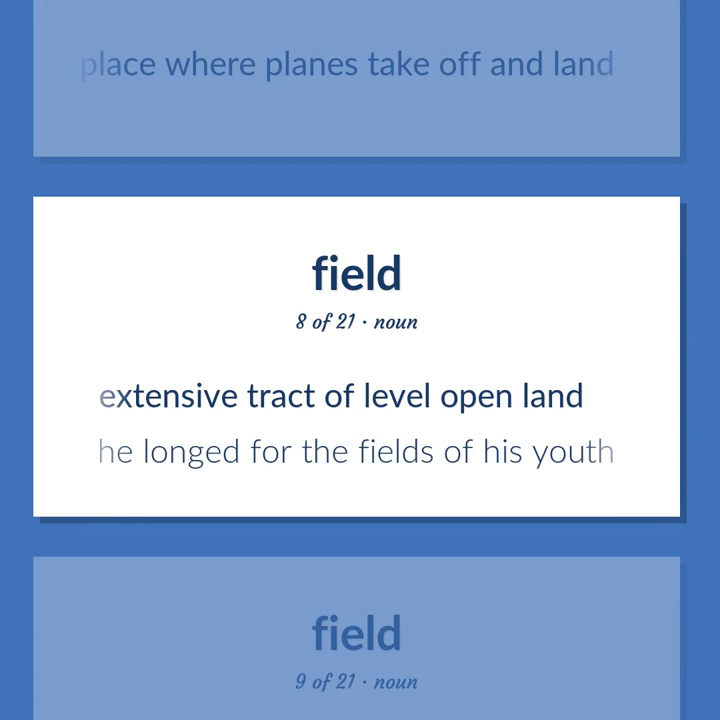 place where planes take off and land
field
8 of 21 · noun
extensive tract of level open land
he longed for the fields of his youth
field
9 of 21 · noun